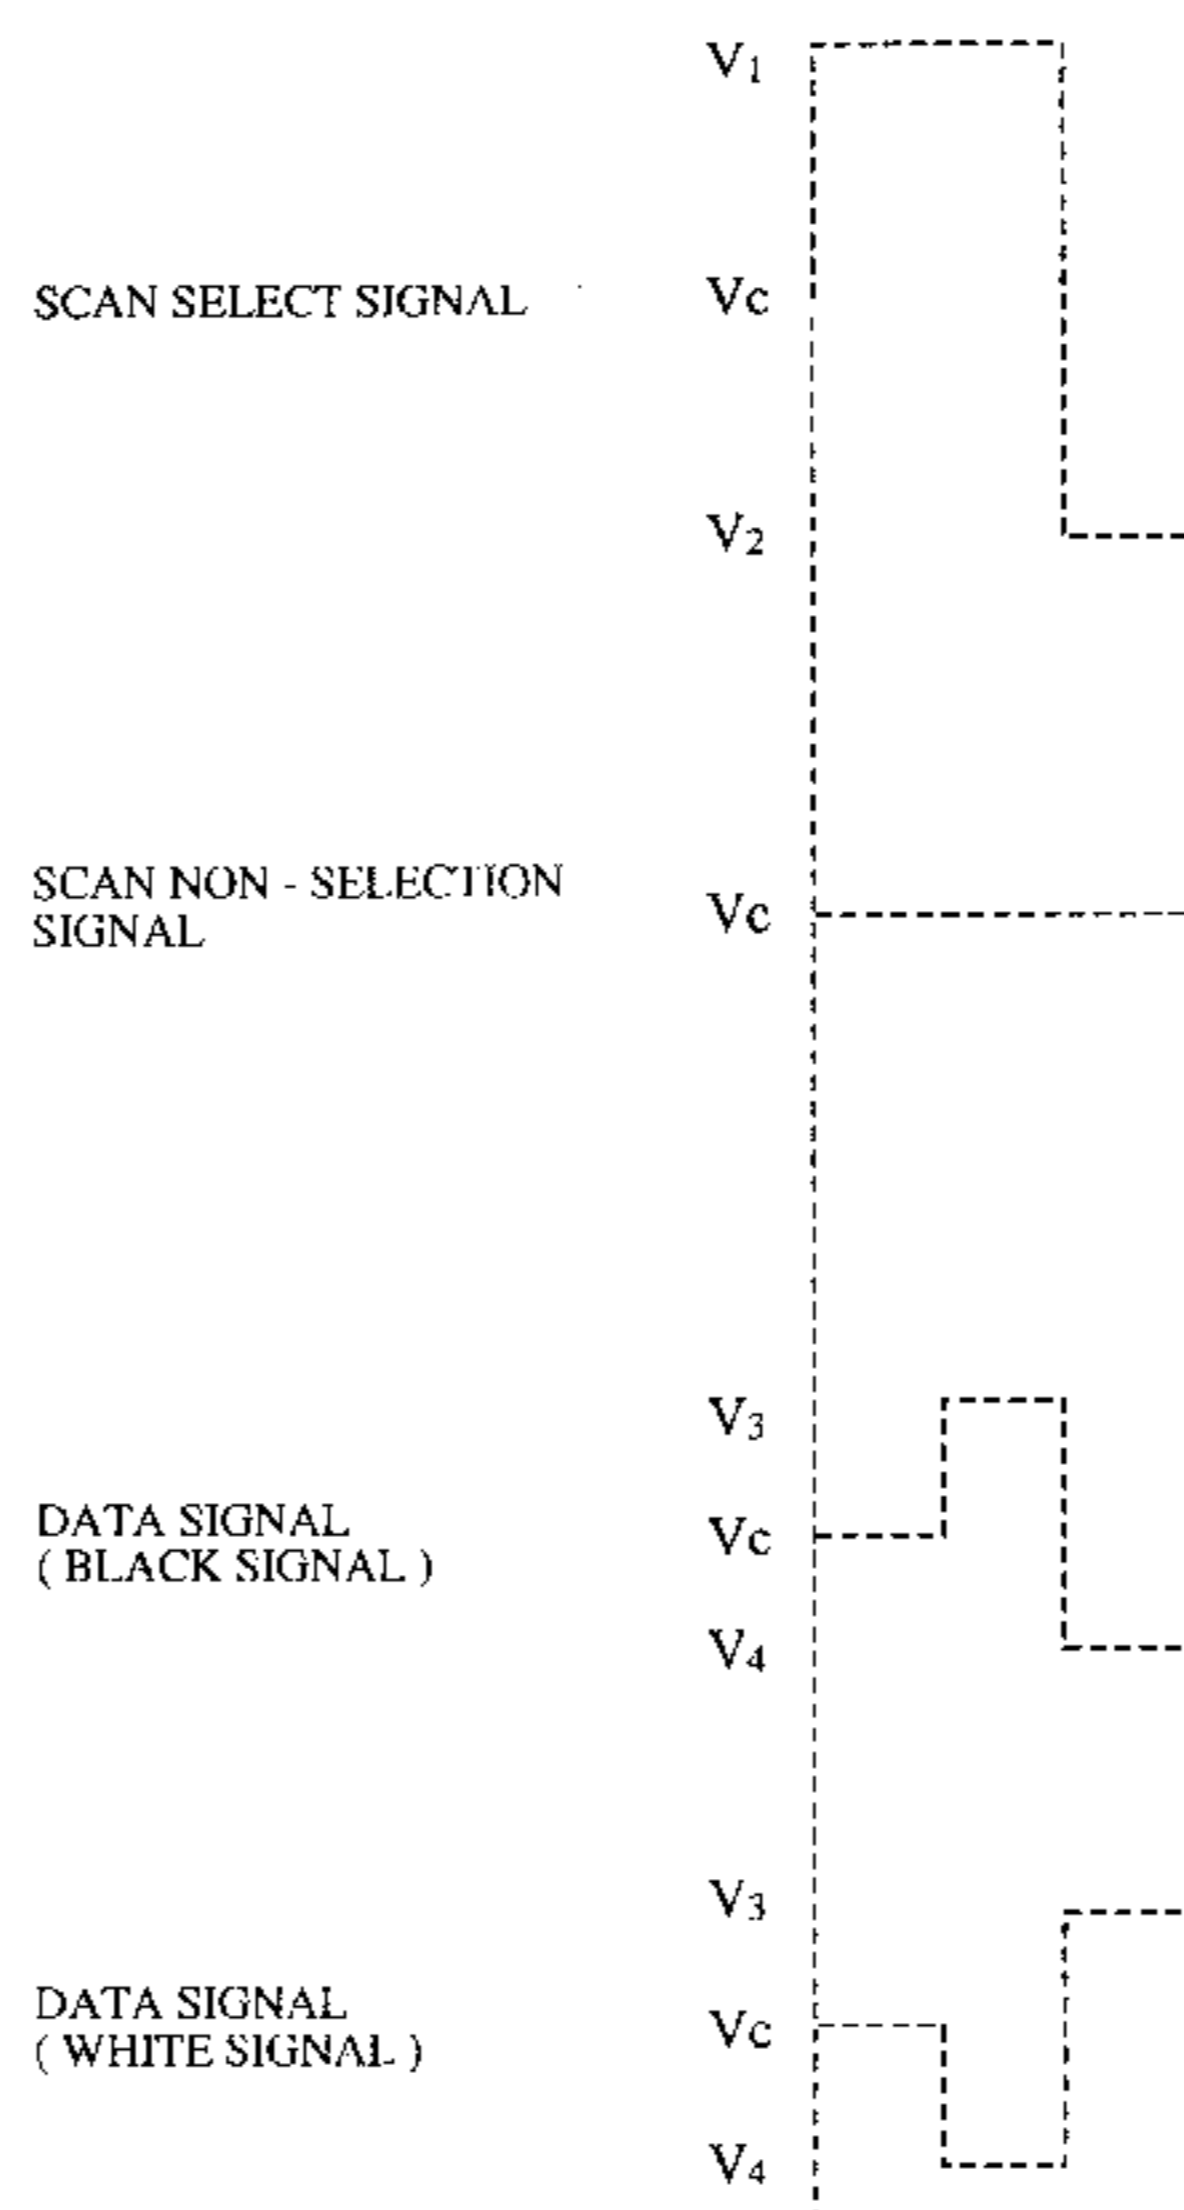 V1
SCAN SELECT SIGNAL
Vc
V2
SCAN NON - SELECTION
SIGNAL
Vc
V3
DATA SIGNAL
( BLACK SIGNAL )
Vc
V4
V3
DATA SIGNAL
( WHITE SIGNAL )
Vc
V4